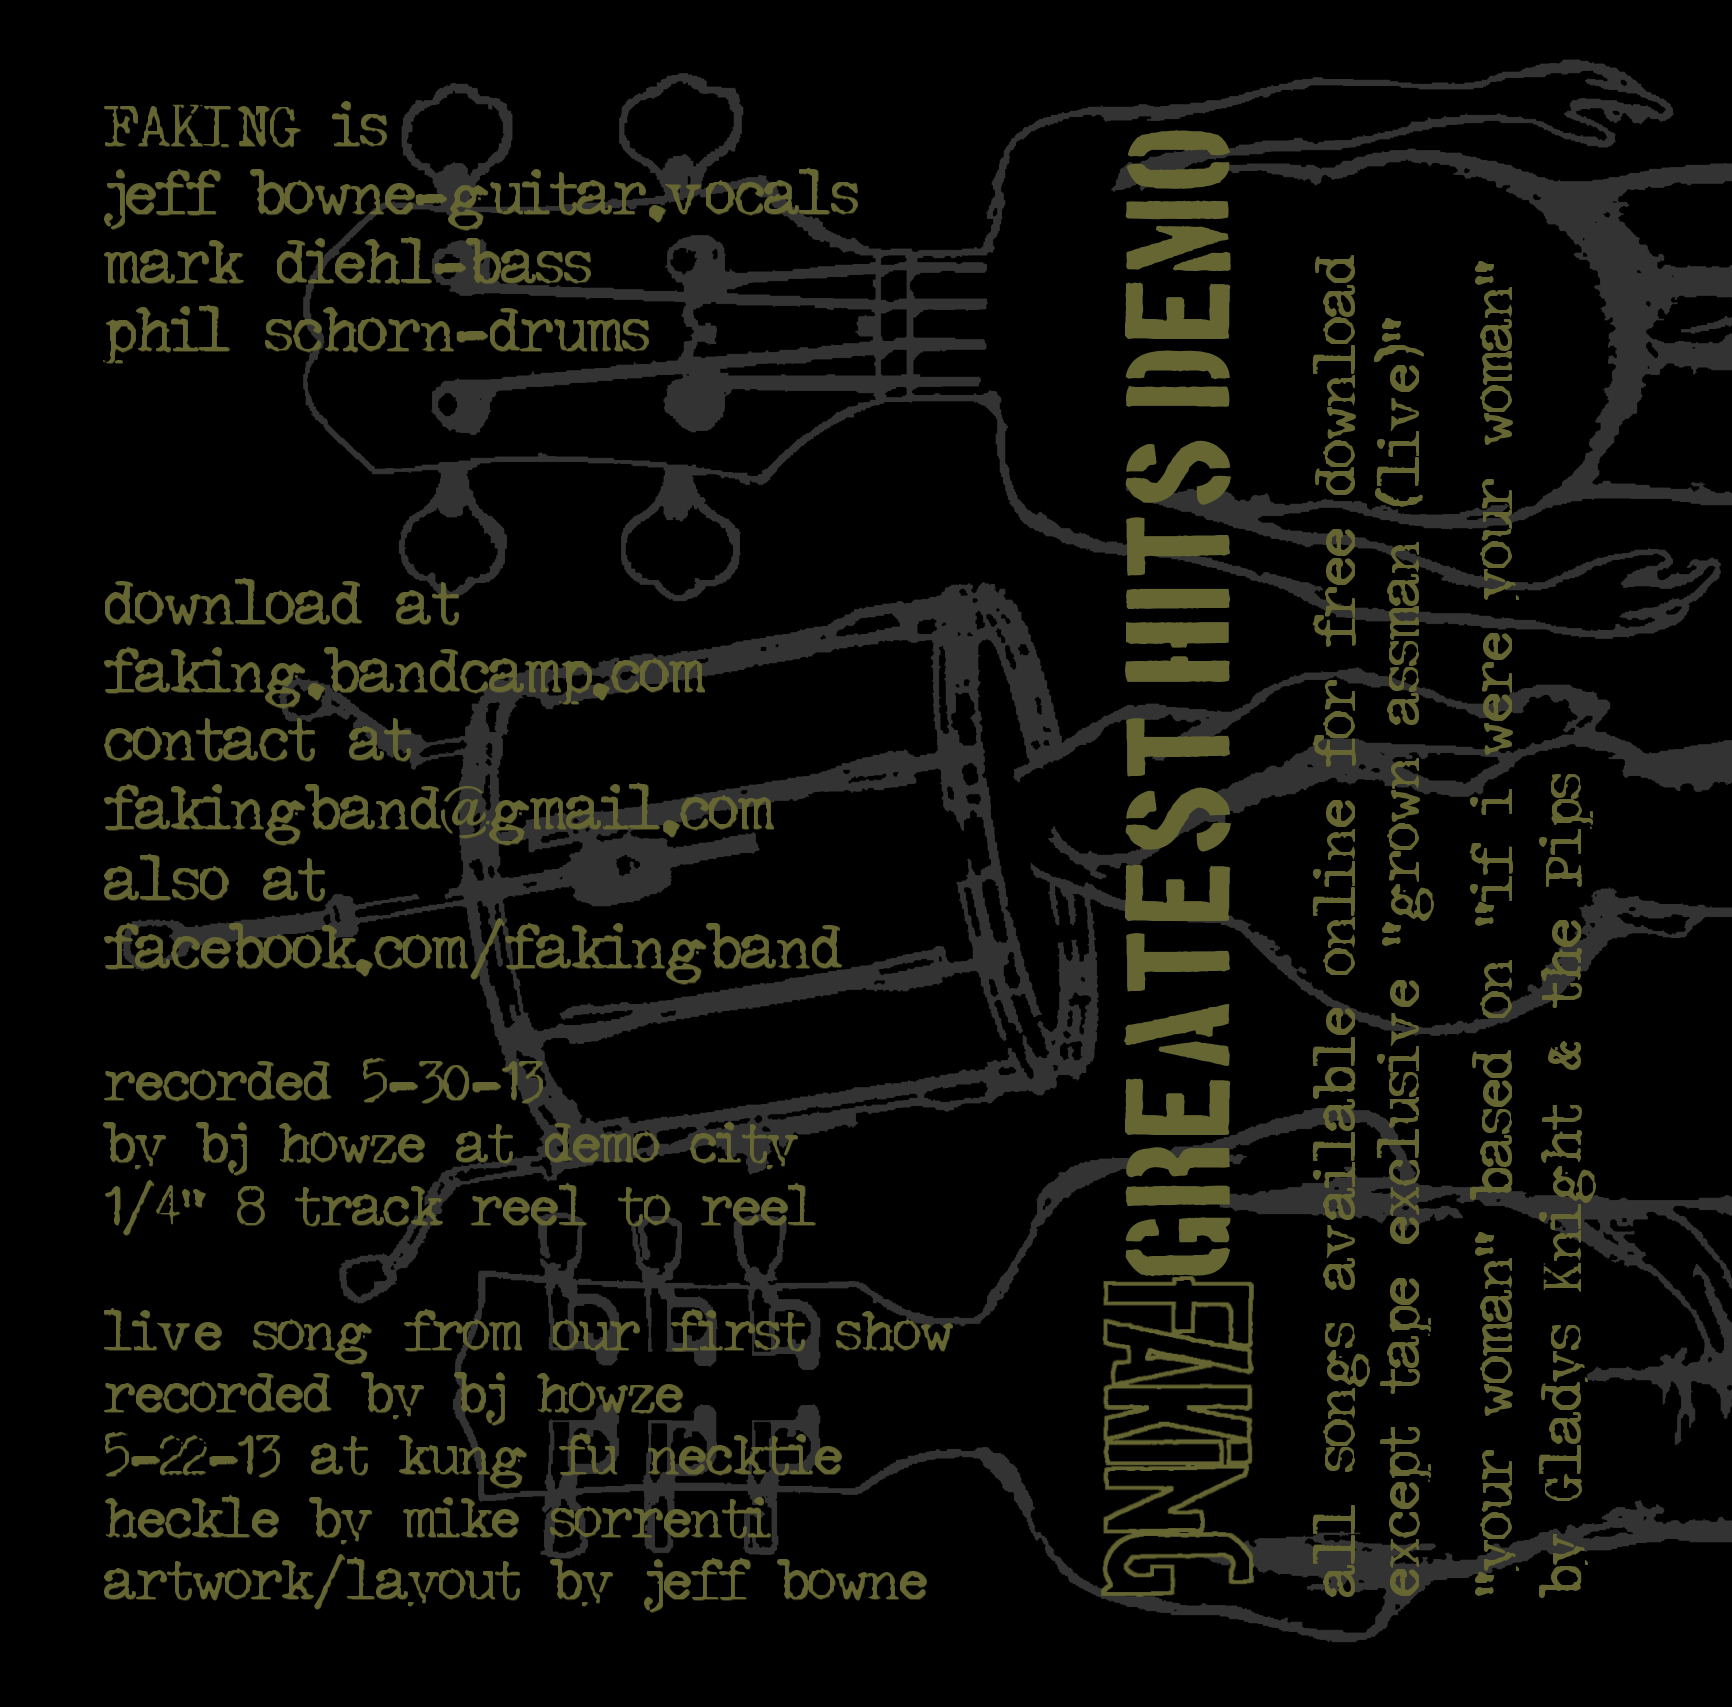 FAKING is
jeff bowne-guitar.vocals
mark diehl-bass
phil schorn-drums
download at
faking.bandcamp.com
contact at
fakingband@gmail.com
also at
facebook.com/fakingband
recorded 5-30-13
by bj howze at demo city
1/4" 8 track reel to reel
live song from our first show
recorded by bj howze
5-22-13 at kung fu necktie
heckle by mike sorrenti
artwork/layout by jeff bowne
FAKING GREATEST HITS DEMO
all songs available online for free download
except tape exclusive "grown assman (live)"
"your woman" based on "if i were your woman"
by Gladys Knight & the Pips